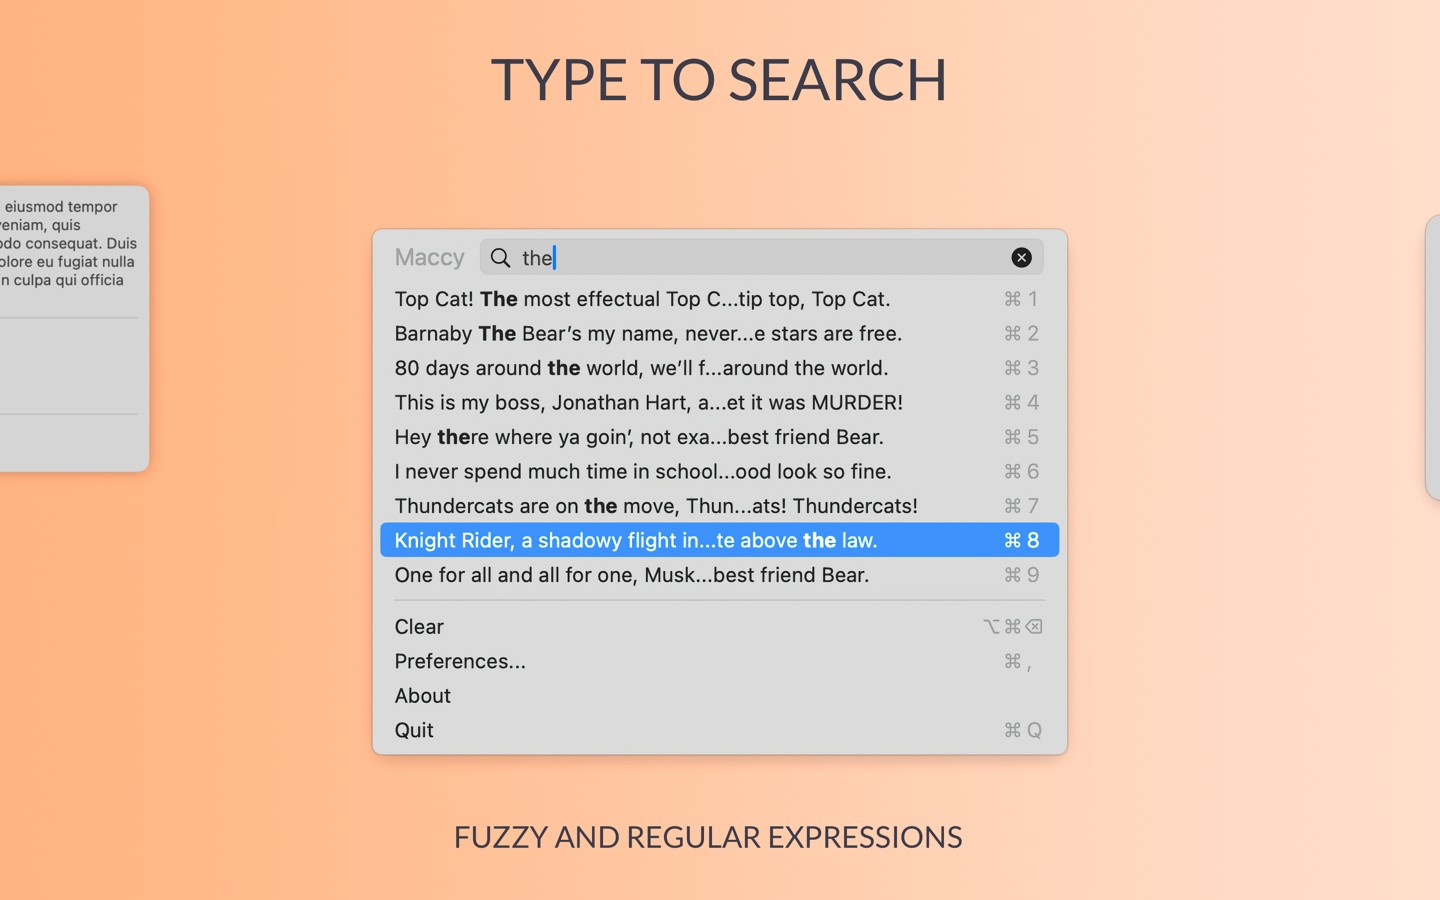 TYPE TO SEARCH
eiusmod tempor
veniam, quis
odo consequat. Duis
olore eu fugiat nulla
n culpa qui officia
Maccy the
Top Cat! The most effectual Top C...tip top, Top Cat. ⌘ 1
Barnaby The Bear’s my name, never...e stars are free. ⌘ 2
80 days around the world, we’ll f...around the world. ⌘ 3
This is my boss, Jonathan Hart, a...et it was MURDER! ⌘ 4
Hey there where ya goin’, not exa...best friend Bear. ⌘ 5
I never spend much time in school...ood look so fine. ⌘ 6
Thundercats are on the move, Thun...ats! Thundercats! ⌘ 7
Knight Rider, a shadowy flight in...te above the law. ⌘ 8
One for all and all for one, Musk...best friend Bear. ⌘ 9
Clear ⌥⌘⌫
Preferences... ⌘ ,
About
Quit ⌘ Q
FUZZY AND REGULAR EXPRESSIONS